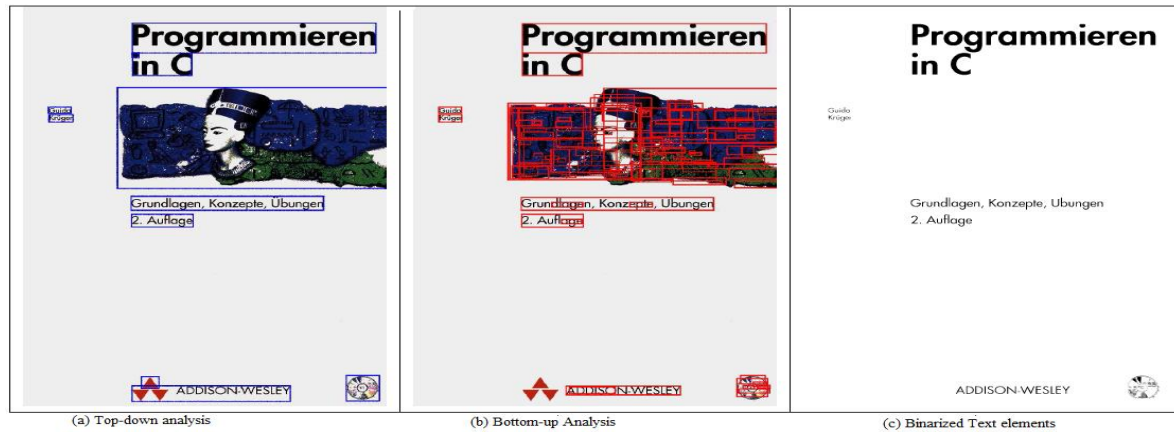 Programmieren
in C
Guido
Krüger
Grundlagen, Konzepte, Übungen
2. Auflage
ADDISON-WESLEY
(a) Top-down analysis
Programmieren
in C
Guido
Krüger
Grundlagen, Konzepte, Übungen
2. Auflage
ADDISON-WESLEY
(b) Bottom-up Analysis
Programmieren
in C
Guido
Krüger
Grundlagen, Konzepte, Übungen
2. Auflage
ADDISON-WESLEY
(c) Binarized Text elements